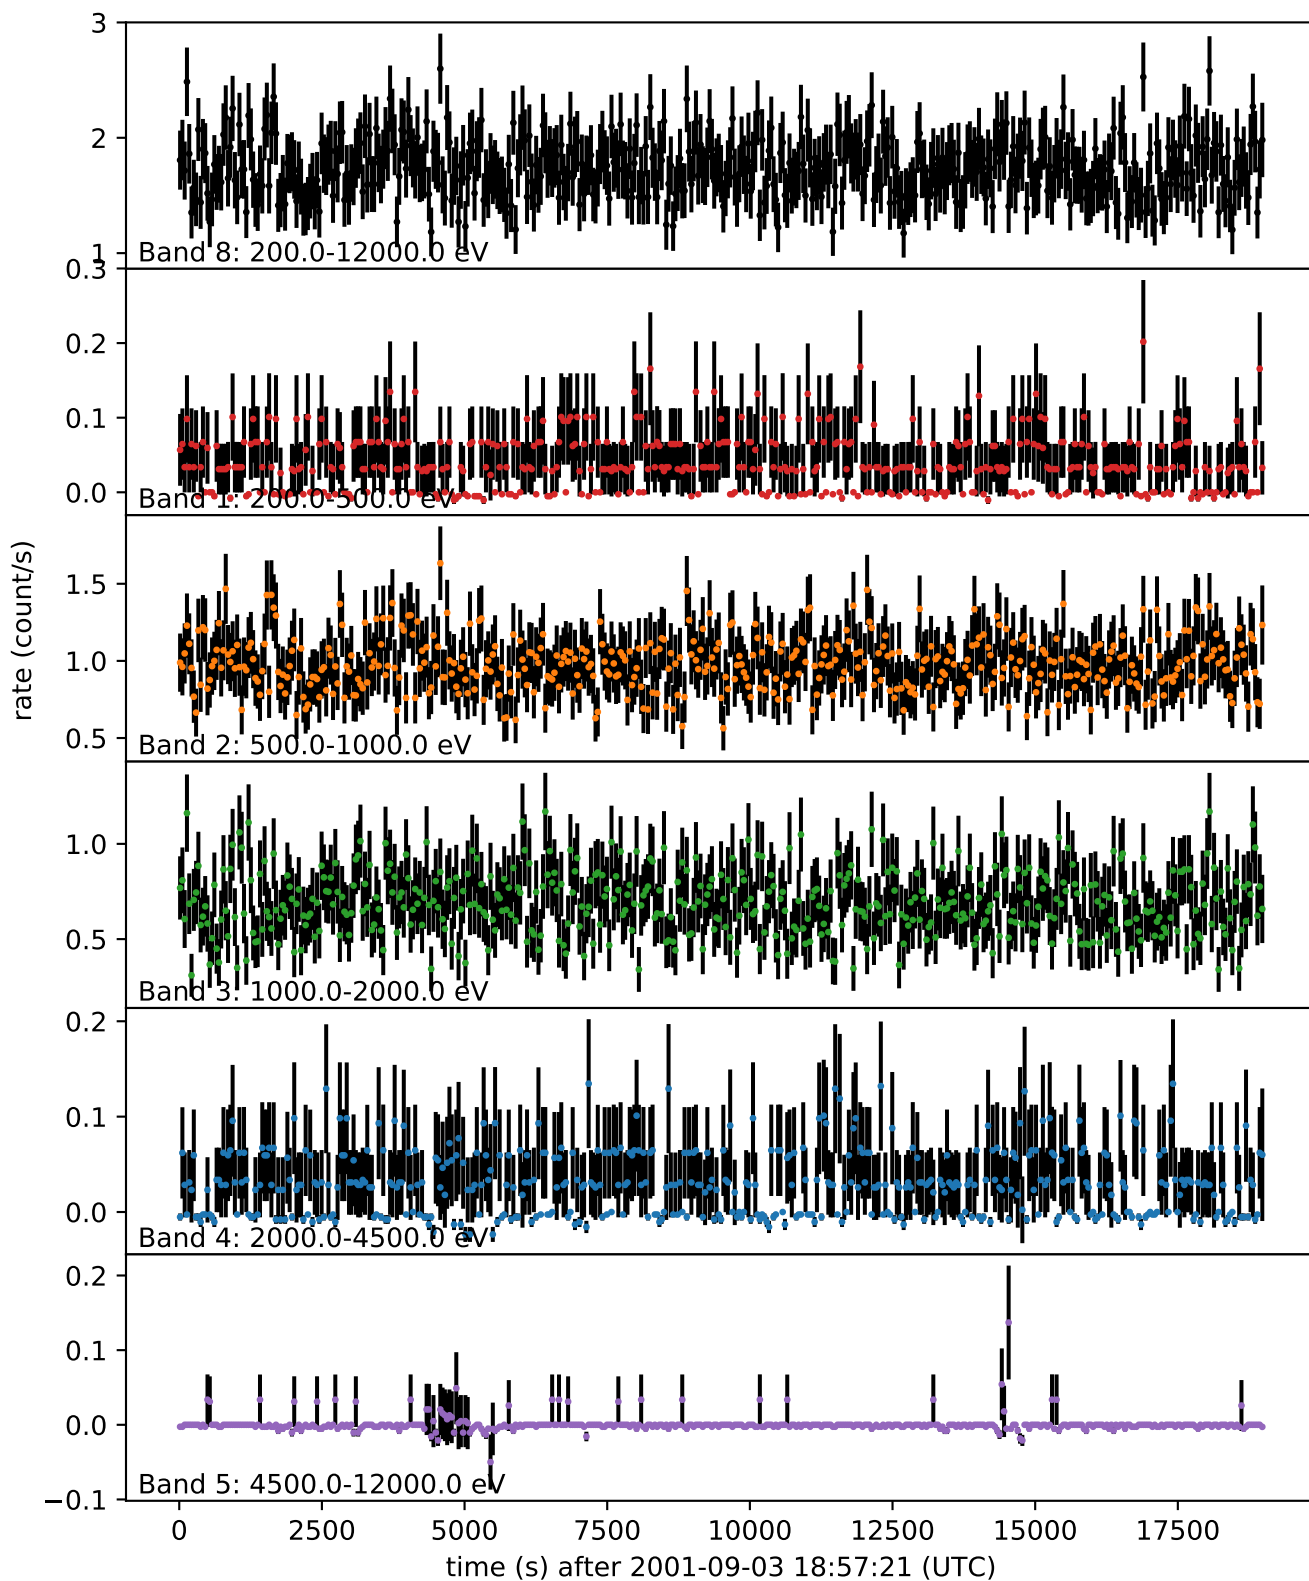 3
2
1
Band 8: 200.0-12000.0 eV
0.3
0.2
0.1
0.0
Band 1: 200.0-500.0 eV
rate (count/s)
1.5
1.0
0.5
Band 2: 500.0-1000.0 eV
1.0
0.5
Band 3: 1000.0-2000.0 eV
0.2
0.1
0.0
Band 4: 2000.0-4500.0 eV
0.2
0.1
0.0
−0.1
Band 5: 4500.0-12000.0 eV
0 2500 5000 7500 10000 12500 15000 17500
time (s) after 2001-09-03 18:57:21 (UTC)